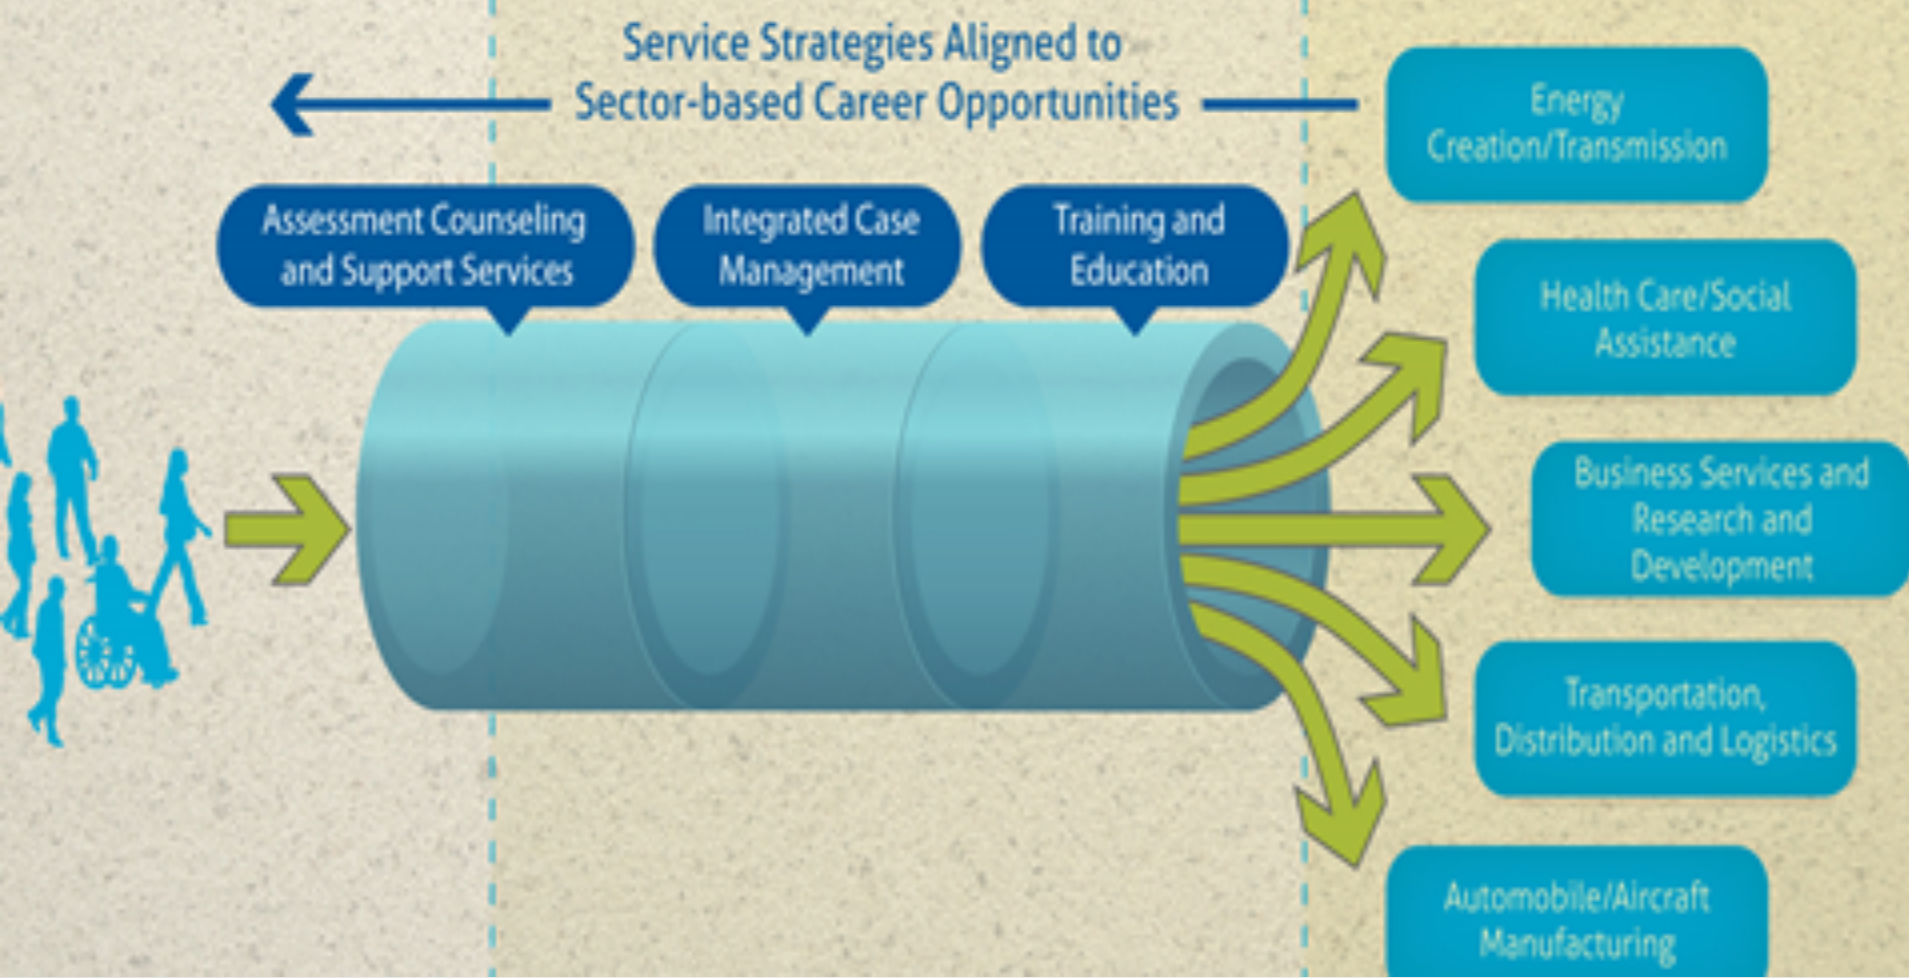 Service Strategies Aligned to
Sector-based Career Opportunities
Assessment Counseling
and Support Services
Integrated Case
Management
Training and
Education
Energy
Creation/Transmission
Health Care/Social
Assistance
Business Services and
Research and
Development
Transportation,
Distribution and Logistics
Automobile/Aircraft
Manufacturing